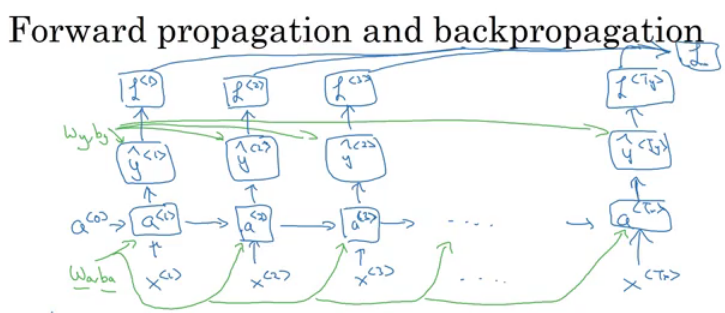 Forward propagation and backpropagation
L
L<1> L<2> L<3> L<Ty>
Wy,by
ŷ<1> ŷ<2> ŷ<2> ŷ<Ty>
a<0> a<1> a<2> a<3> .... a<Tx>
Wa,ba
x<1> x<2> x<3> .... x<Tx>